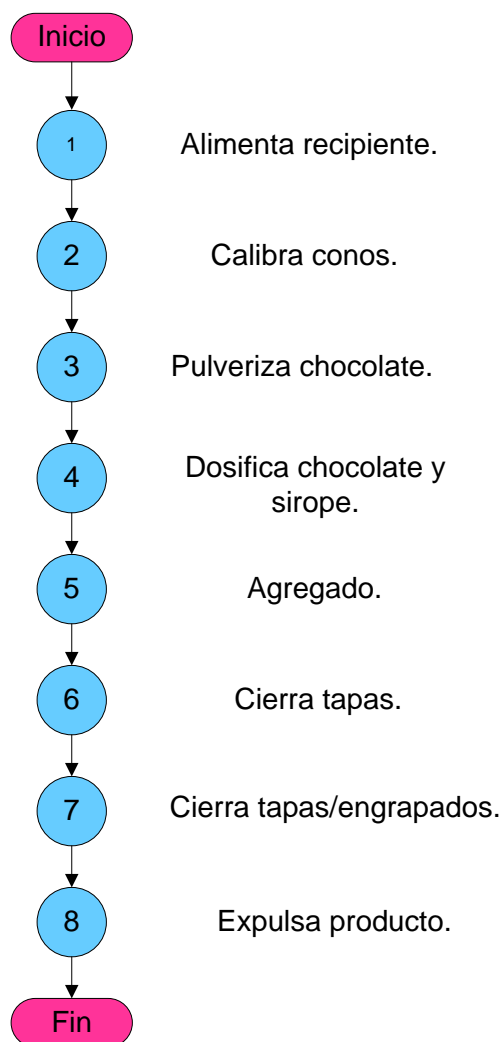 Inicio
1 Alimenta recipiente.
2 Calibra conos.
3 Pulveriza chocolate.
4 Dosifica chocolate y
sirope.
5 Agregado.
6 Cierra tapas.
7 Cierra tapas/engrapados.
8 Expulsa producto.
Fin